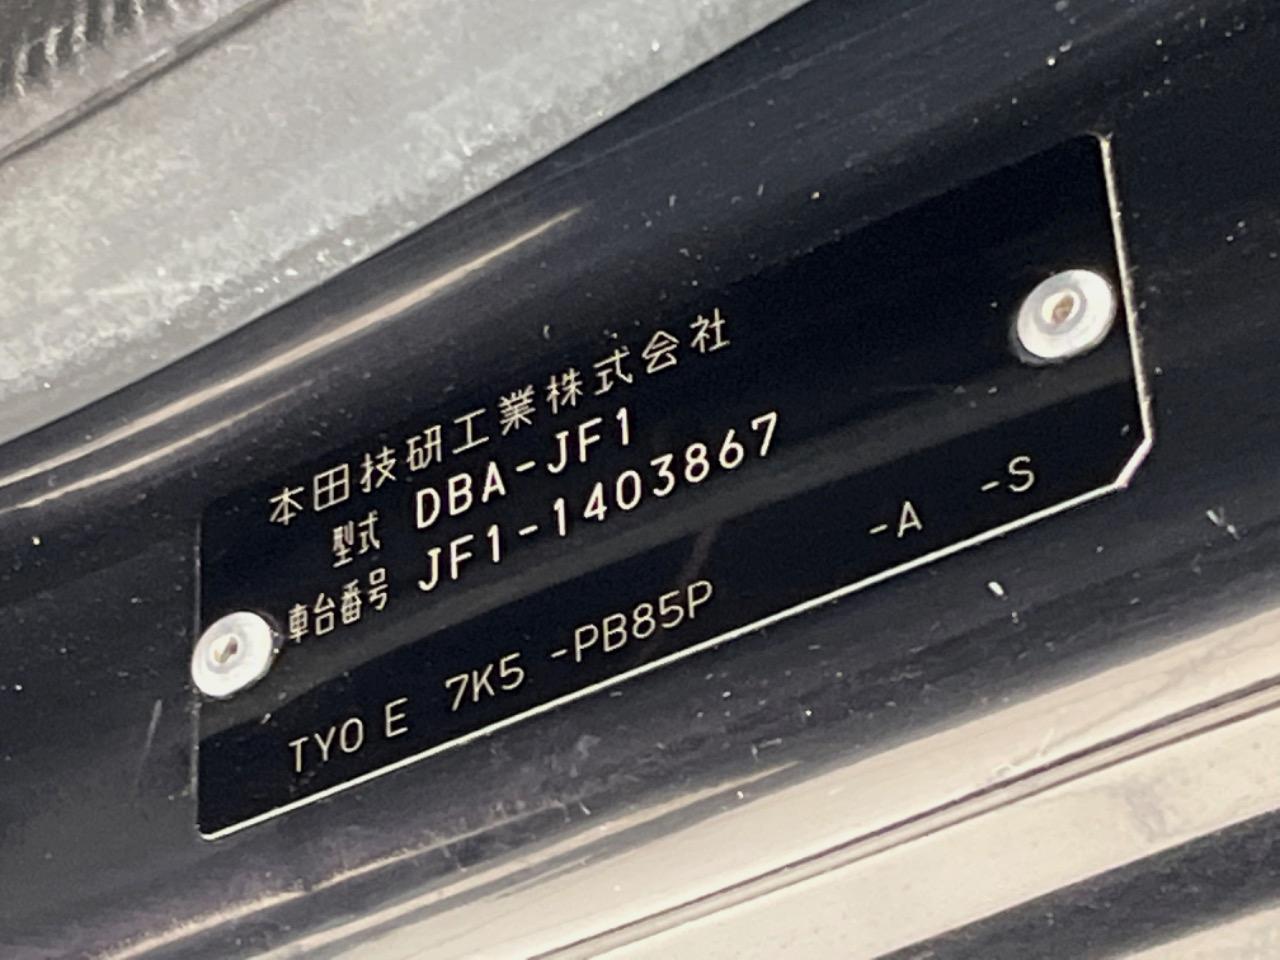 本田技研工業株式会社
型式 DBA-JF1
車台番号 JF1-1403867
TYO E 7K5 -PB85P -A -S